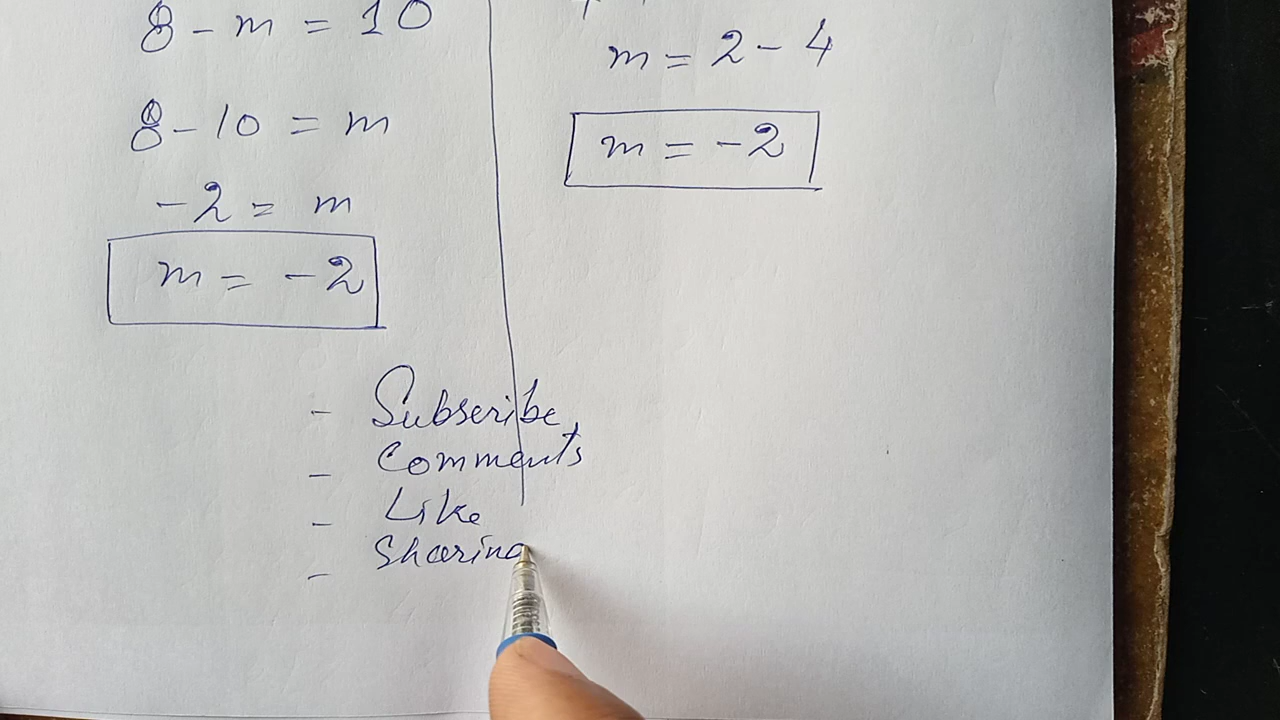 8 - m = 10
8 - 10 = m
-2 = m
m = -2
m = 2 - 4
m = -2
- Subscribe,
- Comments
- Like
- Sharing